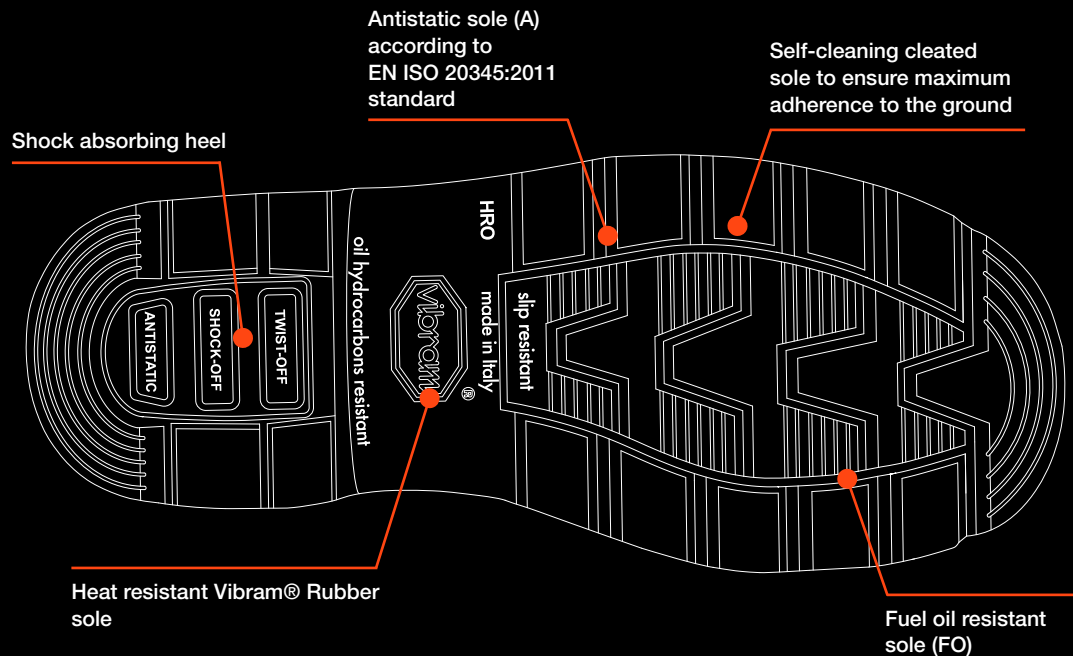 Antistatic sole (A)
according to
EN ISO 20345:2011
standard
Self-cleaning cleated
sole to ensure maximum
adherence to the ground
Shock absorbing heel
ANTISTATIC
SHOCK-OFF
TWIST-OFF
oil hydrocarbons resistant
vibram®
HRO
made in Italy
slip resistant
Heat resistant Vibram® Rubber
sole
Fuel oil resistant
sole (FO)